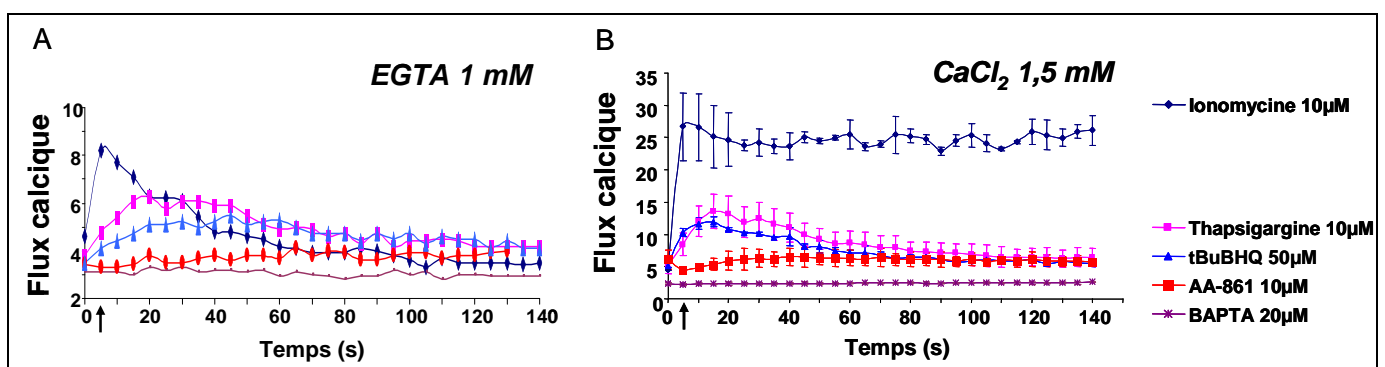 A
EGTA 1 mM
Flux calcique
10
8
6
4
2
0 20 40 60 80 100 120 140
Temps (s)
B
CaCl2 1,5 mM
Flux calcique
35
30
25
20
15
10
5
0
0 20 40 60 80 100 120 140
Temps (s)
Ionomycine 10µM
Thapsigargine 10µM
tBuBHQ 50µM
AA-861 10µM
BAPTA 20µM